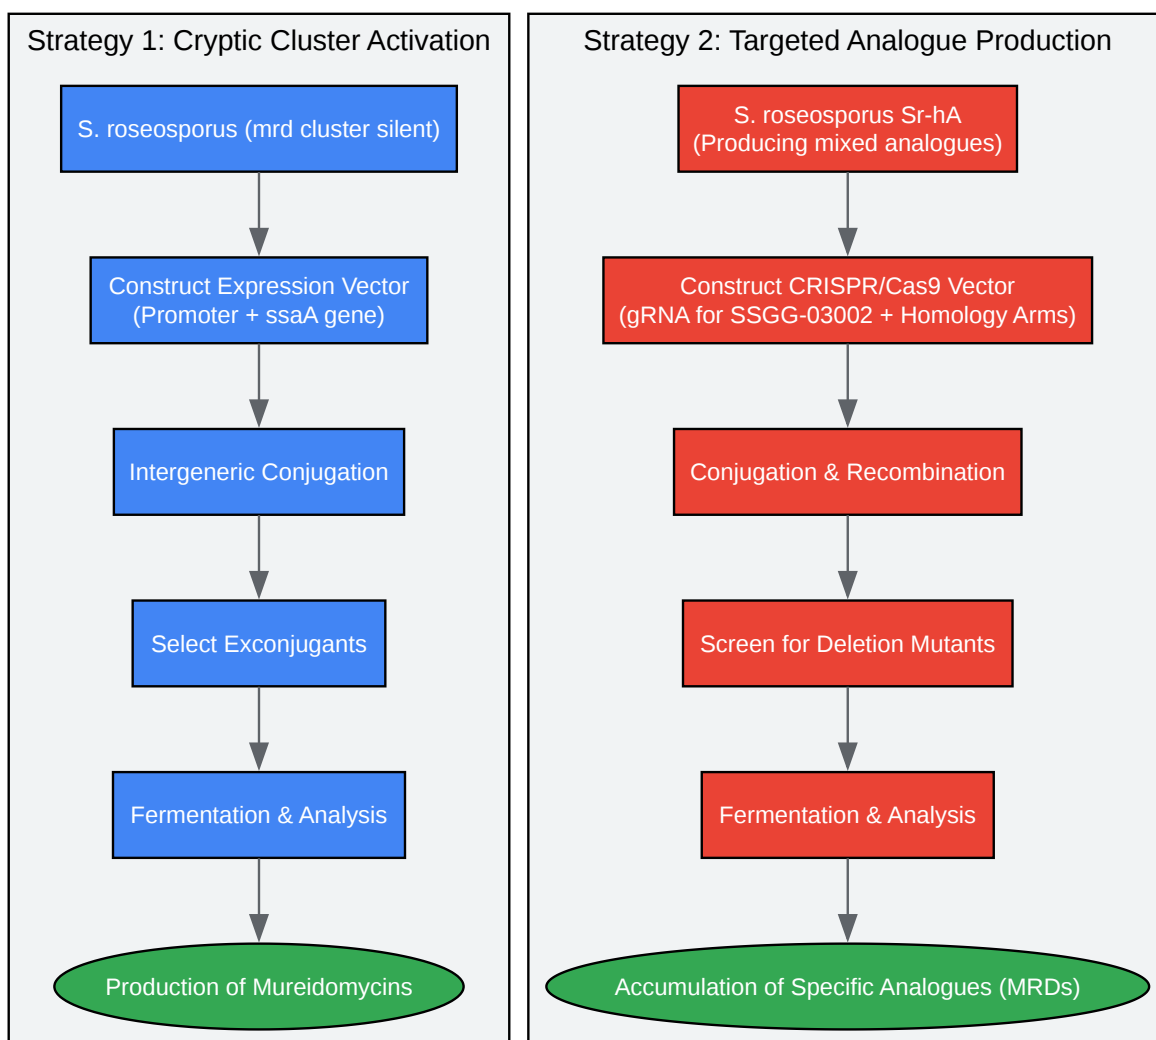 Strategy 1: Cryptic Cluster Activation
S. roseosporus (mrd cluster silent)
Construct Expression Vector
(Promoter + ssaA gene)
Intergeneric Conjugation
Select Exconjugants
Fermentation & Analysis
Production of Mureidomycins
Strategy 2: Targeted Analogue Production
S. roseosporus Sr-hA
(Producing mixed analogues)
Construct CRISPR/Cas9 Vector
(gRNA for SSGG-03002 + Homology Arms)
Conjugation & Recombination
Screen for Deletion Mutants
Fermentation & Analysis
Accumulation of Specific Analogues (MRDs)